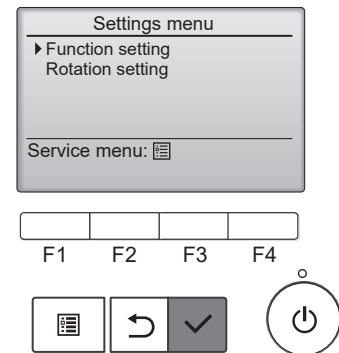 Settings menu
Function setting
Rotation setting
Service menu:
F1 F2 F3 F4